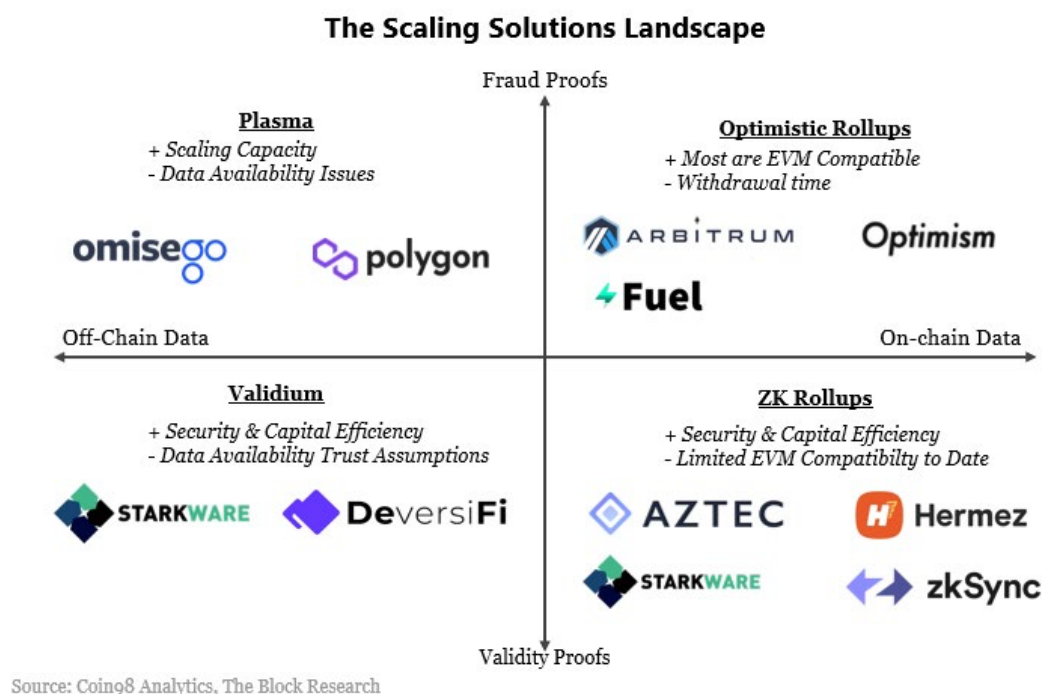 The Scaling Solutions Landscape
Fraud Proofs
Plasma
+ Scaling Capacity
- Data Availability Issues
omisego
polygon
Optimistic Rollups
+ Most are EVM Compatible
- Withdrawal time
ARBITRUM
Optimism
Fuel
Off-Chain Data
On-chain Data
Validium
+ Security & Capital Efficiency
- Data Availability Trust Assumptions
STARKWARE
DeversiFi
ZK Rollups
+ Security & Capital Efficiency
- Limited EVM Compatibilty to Date
AZTEC
Hermez
STARKWARE
zkSync
Validity Proofs
Source: Coin98 Analytics, The Block Research